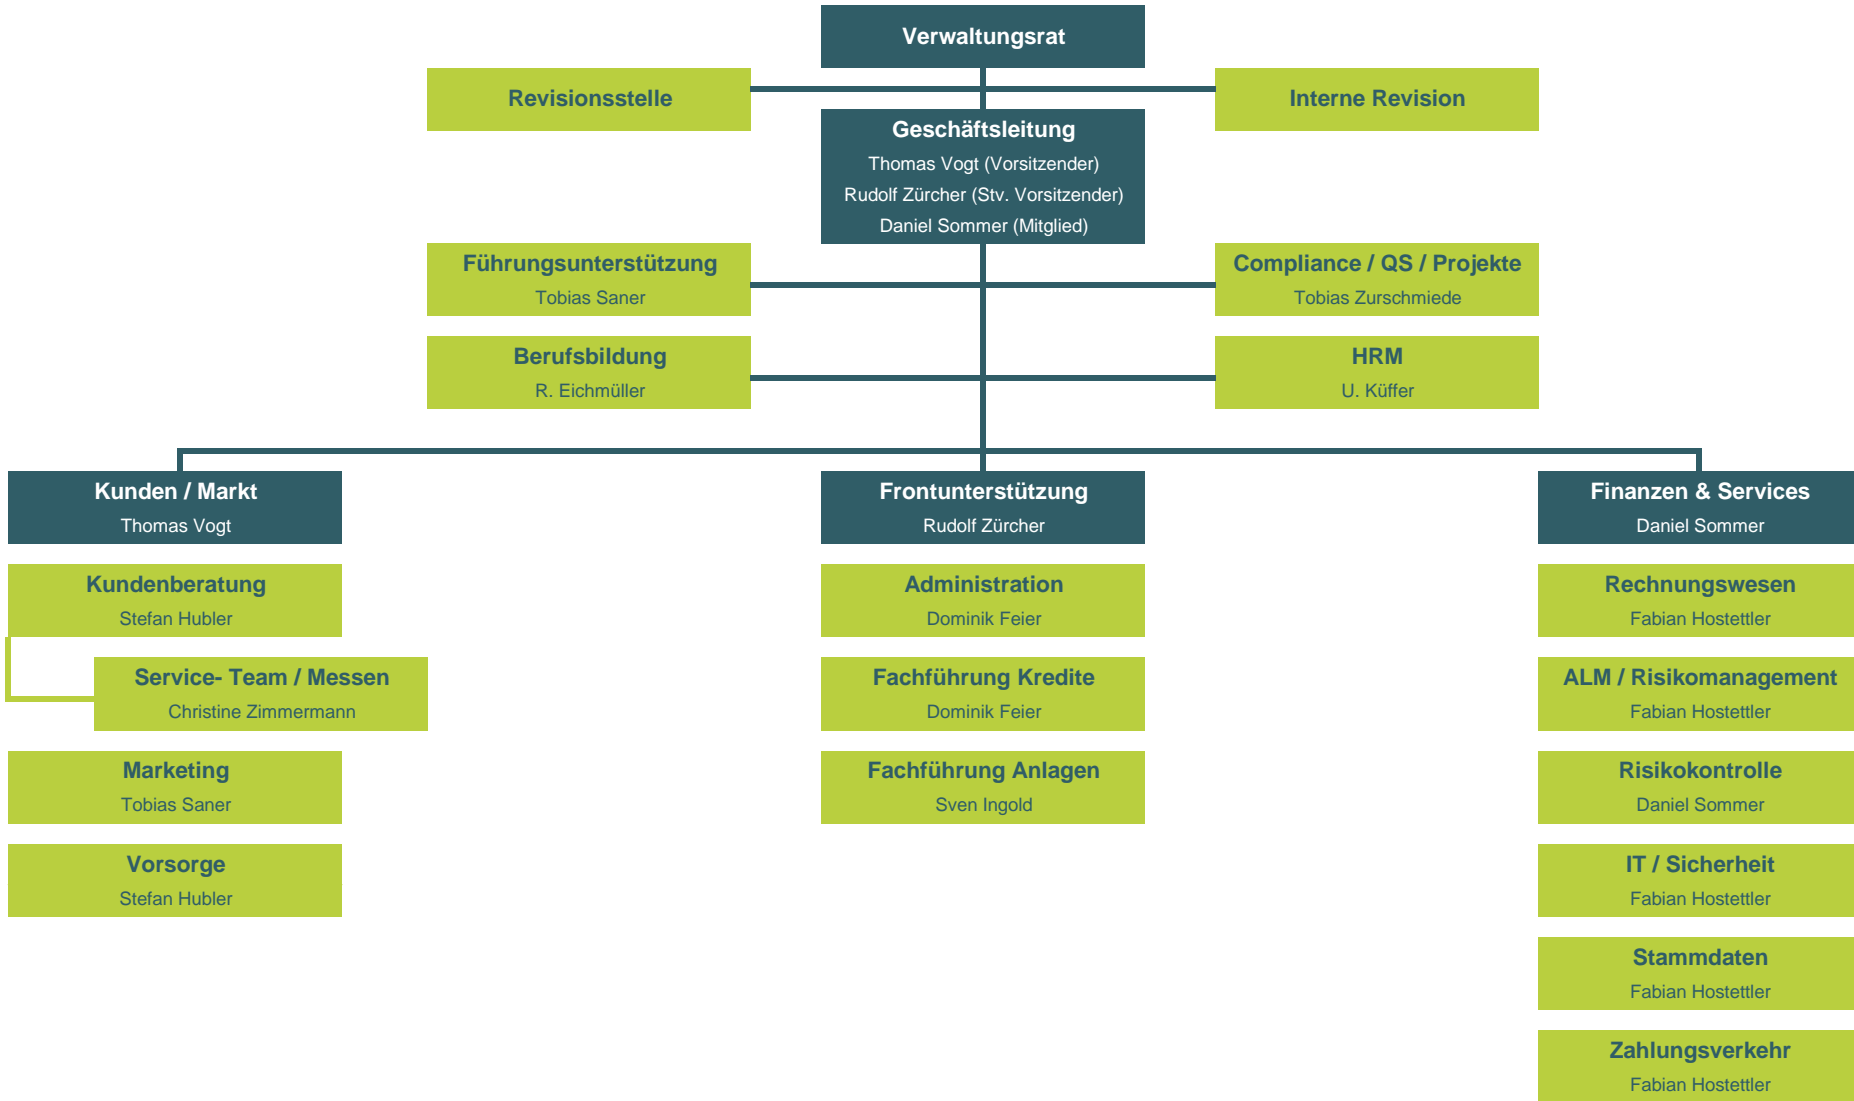 Verwaltungsrat
Revisionsstelle
Interne Revision
Geschäftsleitung
Thomas Vogt (Vorsitzender)
Rudolf Zürcher (Stv. Vorsitzender)
Daniel Sommer (Mitglied)
Führungsunterstützung
Tobias Saner
Compliance / QS / Projekte
Tobias Zurschmiede
Berufsbildung
R. Eichmüller
HRM
U. Küffer
Kunden / Markt
Thomas Vogt
Kundenberatung
Stefan Hubler
Service- Team / Messen
Christine Zimmermann
Marketing
Tobias Saner
Vorsorge
Stefan Hubler
Frontunterstützung
Rudolf Zürcher
Administration
Dominik Feier
Fachführung Kredite
Dominik Feier
Fachführung Anlagen
Sven Ingold
Finanzen & Services
Daniel Sommer
Rechnungswesen
Fabian Hostettler
ALM / Risikomanagement
Fabian Hostettler
Risikokontrolle
Daniel Sommer
IT / Sicherheit
Fabian Hostettler
Stammdaten
Fabian Hostettler
Zahlungsverkehr
Fabian Hostettler